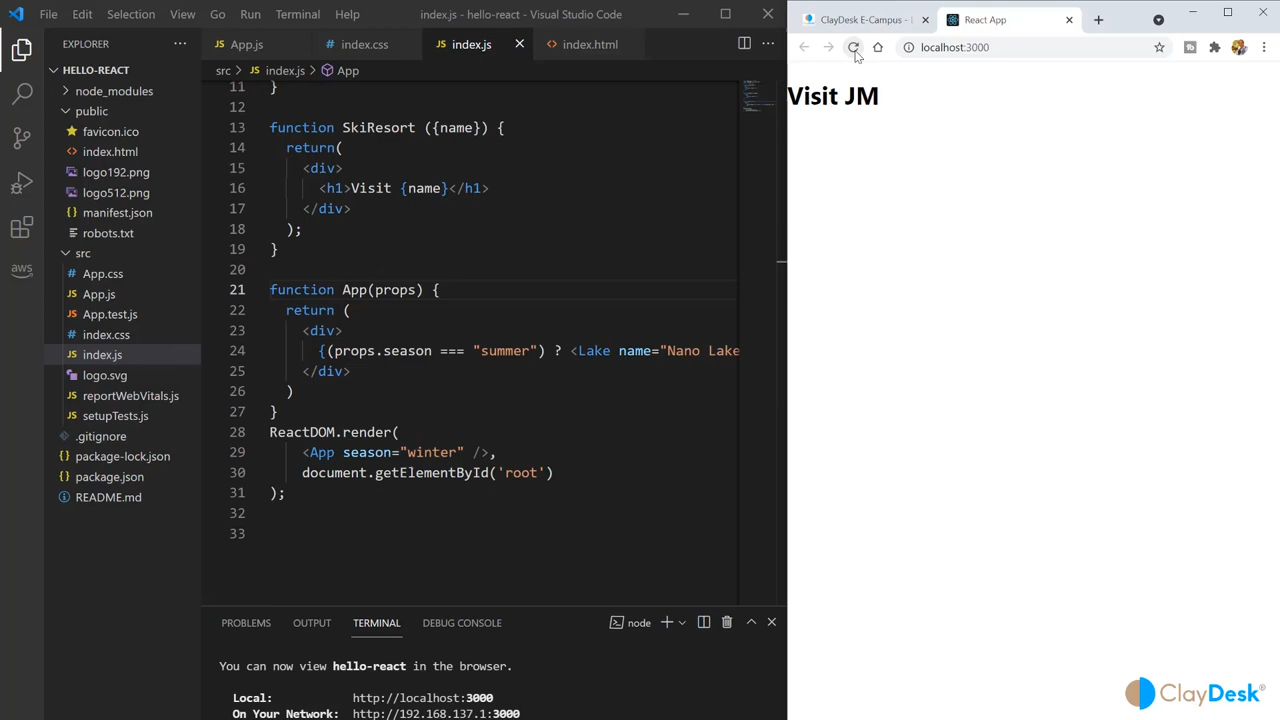 File Edit Selection View Go Run Terminal Help index.js - hello-react - Visual Studio Code
ClayDesk E-Campus - L
React App
EXPLORER
App.js
index.css
index.js
index.html
localhost:3000
src > index.js > App
HELLO-REACT
node_modules
public
favicon.ico
index.html
logo192.png
logo512.png
manifest.json
robots.txt
src
App.css
App.js
App.test.js
index.css
index.js
logo.svg
reportWebVitals.js
setupTests.js
.gitignore
package-lock.json
package.json
README.md
aws
11 }
12
13 function SkiResort ({name}) {
14 return(
15 <div>
16 <h1>Visit {name}</h1>
17 </div>
18 );
19 }
20
21 function App(props) {
22 return (
23 <div>
24 {(props.season === "summer") ? <Lake name="Nano Lake
25 </div>
26 )
27 }
28 ReactDOM.render(
29 <App season="winter" />,
30 document.getElementById('root')
31 );
32
33
PROBLEMS OUTPUT TERMINAL DEBUG CONSOLE
node
You can now view hello-react in the browser.
Local: http://localhost:3000
On Your Network: http://192.168.137.1:3000
Visit JM
ClayDesk®